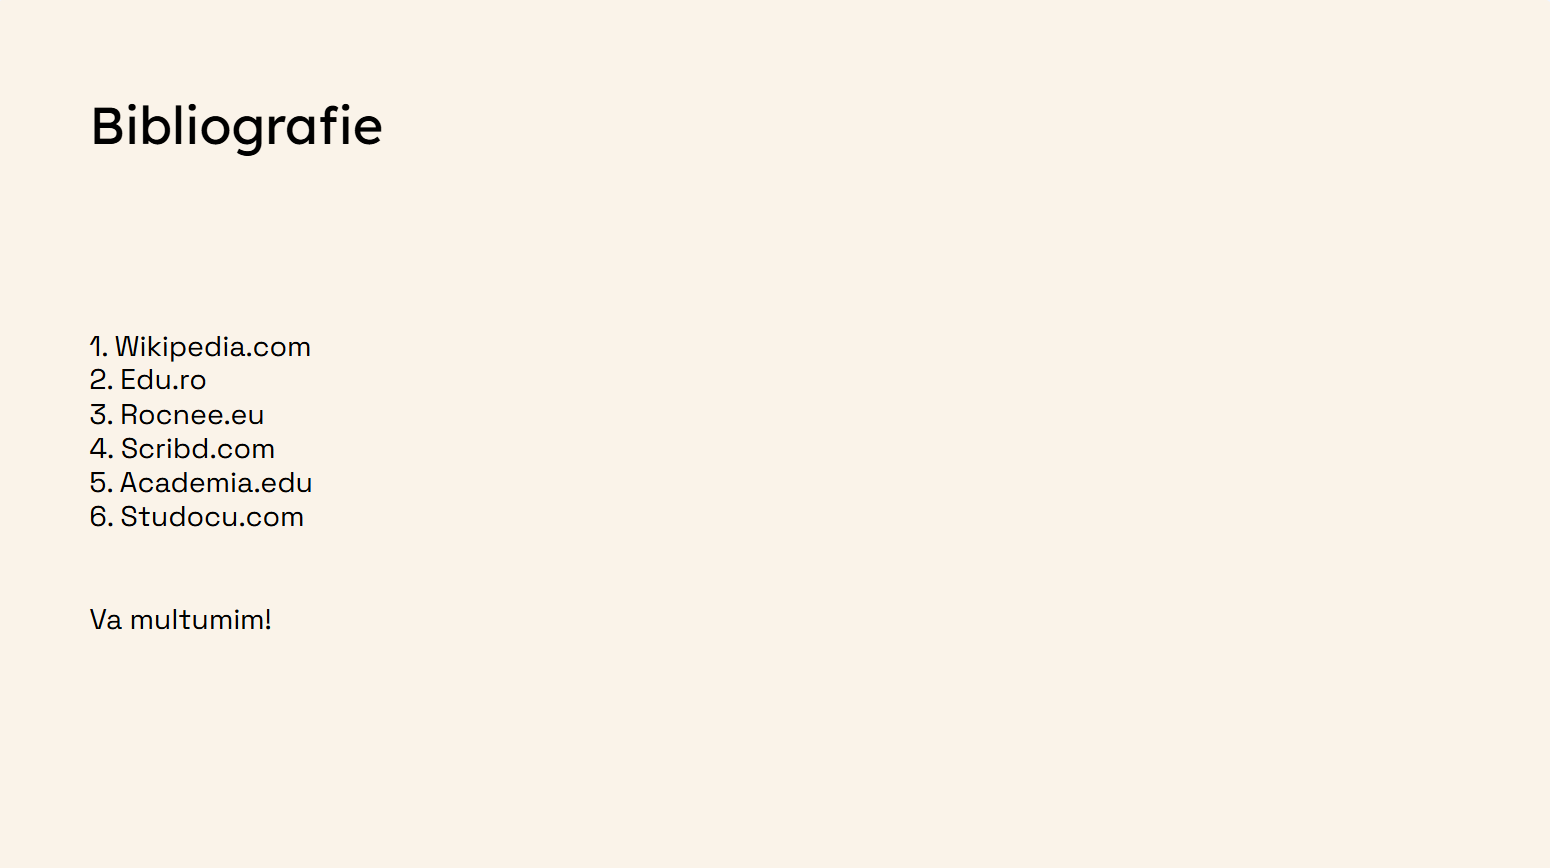 Bibliografie
1. Wikipedia.com
2. Edu.ro
3. Rocnee.eu
4. Scribd.com
5. Academia.edu
6. Studocu.com
Va multumim!